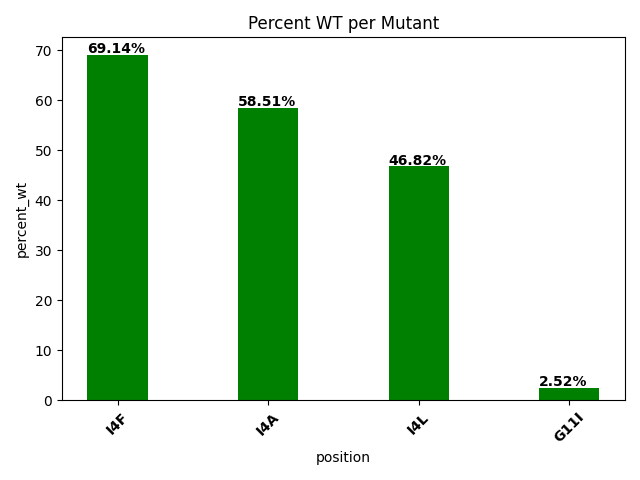 Percent WT per Mutant
percent_wt
70
60
50
40
30
20
10
0
69.14%
58.51%
46.82%
2.52%
I4F
I4A
I4L
G11I
position